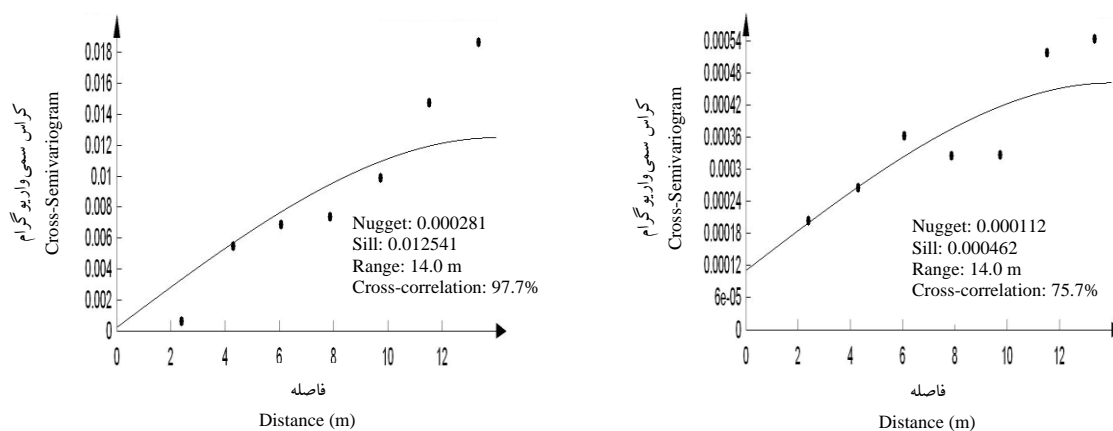 کراس سمی‌واریوگرام
Cross-Semivariogram
0.018
0.016
0.014
0.012
0.01
0.008
0.006
0.004
0.002
0
0 2 4 6 8 10 12
Nugget: 0.000281
Sill: 0.012541
Range: 14.0 m
Cross-correlation: 97.7%
فاصله
Distance (m)
کراس سمی‌واریوگرام
Cross-Semivariogram
0.00054
0.00048
0.00042
0.00036
0.0003
0.00024
0.00018
0.00012
6e-05
0
0 2 4 6 8 10 12
Nugget: 0.000112
Sill: 0.000462
Range: 14.0 m
Cross-correlation: 75.7%
فاصله
Distance (m)